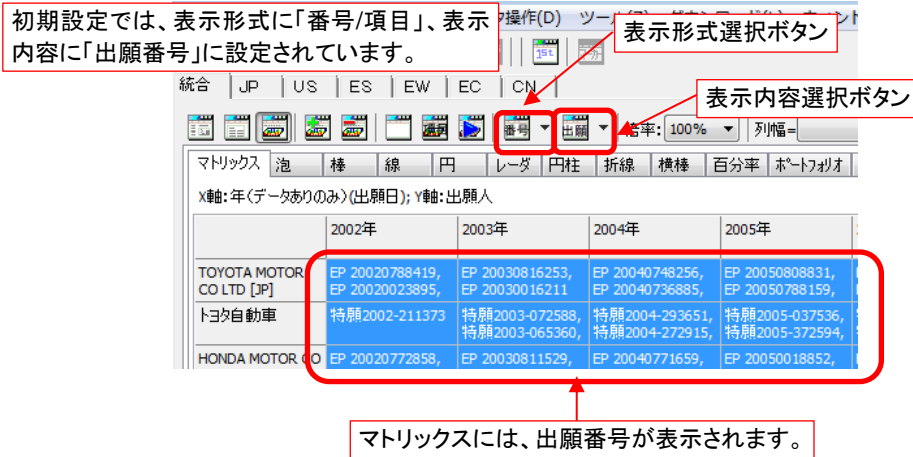 初期設定では、表示形式に「番号/項目」、表示
内容に「出願番号」に設定されています。
操作(D)
表示形式選択ボタン
1st
統合 JP US ES EW EC CN
表示内容選択ボタン
選択 番号 出願 倍率: 100% 列幅=
マトリックス 泡 棒 線 円 レーダ 円柱 折線 横棒 百分率 ポートフォリオ
X軸:年(データありのみ)(出願日); Y軸:出願人
2002年 2003年 2004年 2005年
TOYOTA MOTOR EP 20020788419, EP 20030816253, EP 20040748256, EP 20050808831,
CO LTD [JP] EP 20020023895, EP 20030016211 EP 20040736885, EP 20050788159,
トヨタ自動車 特願2002-211373 特願2003-072588, 特願2004-293651, 特願2005-037536,
特願2003-065360, 特願2004-272915, 特願2005-372594,
HONDA MOTOR CO EP 20020772858, EP 20030811529, EP 20040771659, EP 20050018852,
マトリックスには、出願番号が表示されます。